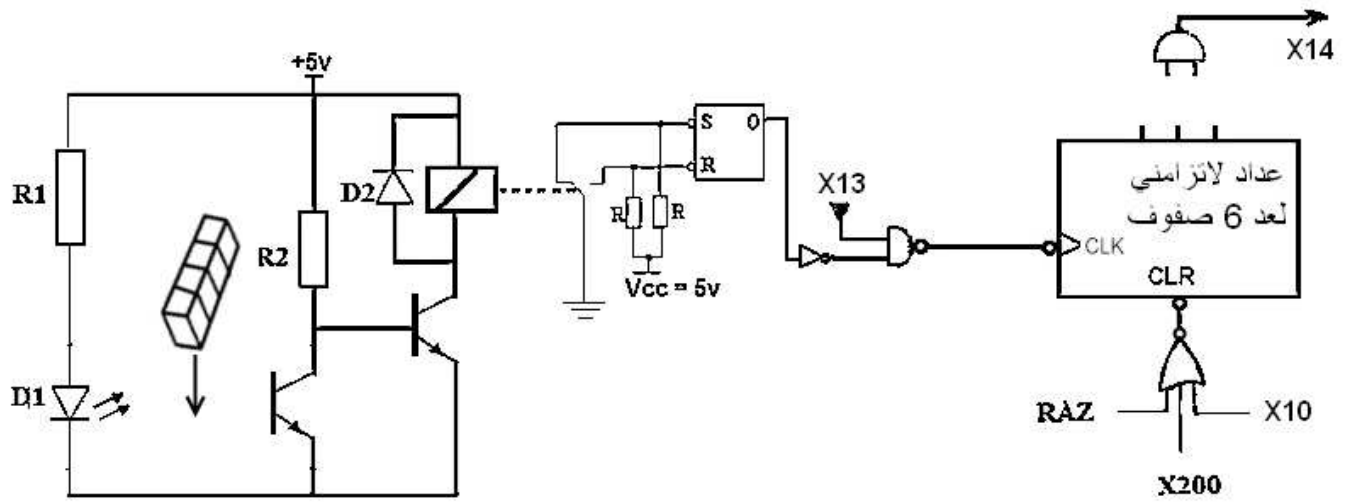 +5v
R1
D1
R2
D2
S
R
O
R
R
Vcc = 5v
X13
CLK
عداد لاتزامني
لعد 6 صفوف
CLR
X14
RAZ
X10
X200